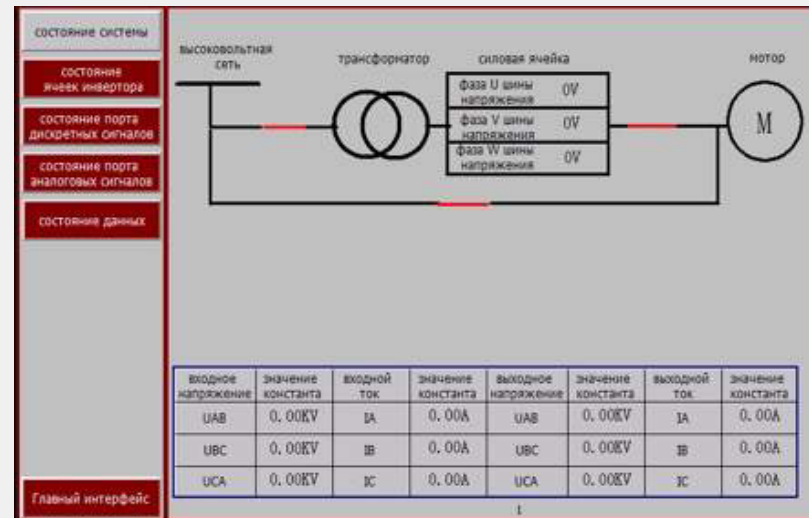 состояние системы
состояние
ячеек инвертора
состояние порта
дискретных сигналов
состояние порта
аналоговых сигналов
состояние данных
Главный интерфейс
высоковольтная
сеть
трансформатор
силовая ячейка
мотор
фаза U шины
напряжения
0V
фаза V шины
напряжения
0V
фаза W шины
напряжения
0V
M
входное
напряжение
значение
константа
входной
ток
значение
константа
выходное
напряжение
значение
константа
выходной
ток
значение
константа
UAB 0.00KV IA 0.00A UAB 0.00KV IA 0.00A
UBC 0.00KV IB 0.00A UBC 0.00KV IB 0.00A
UCA 0.00KV IC 0.00A UCA 0.00KV IC 0.00A
t